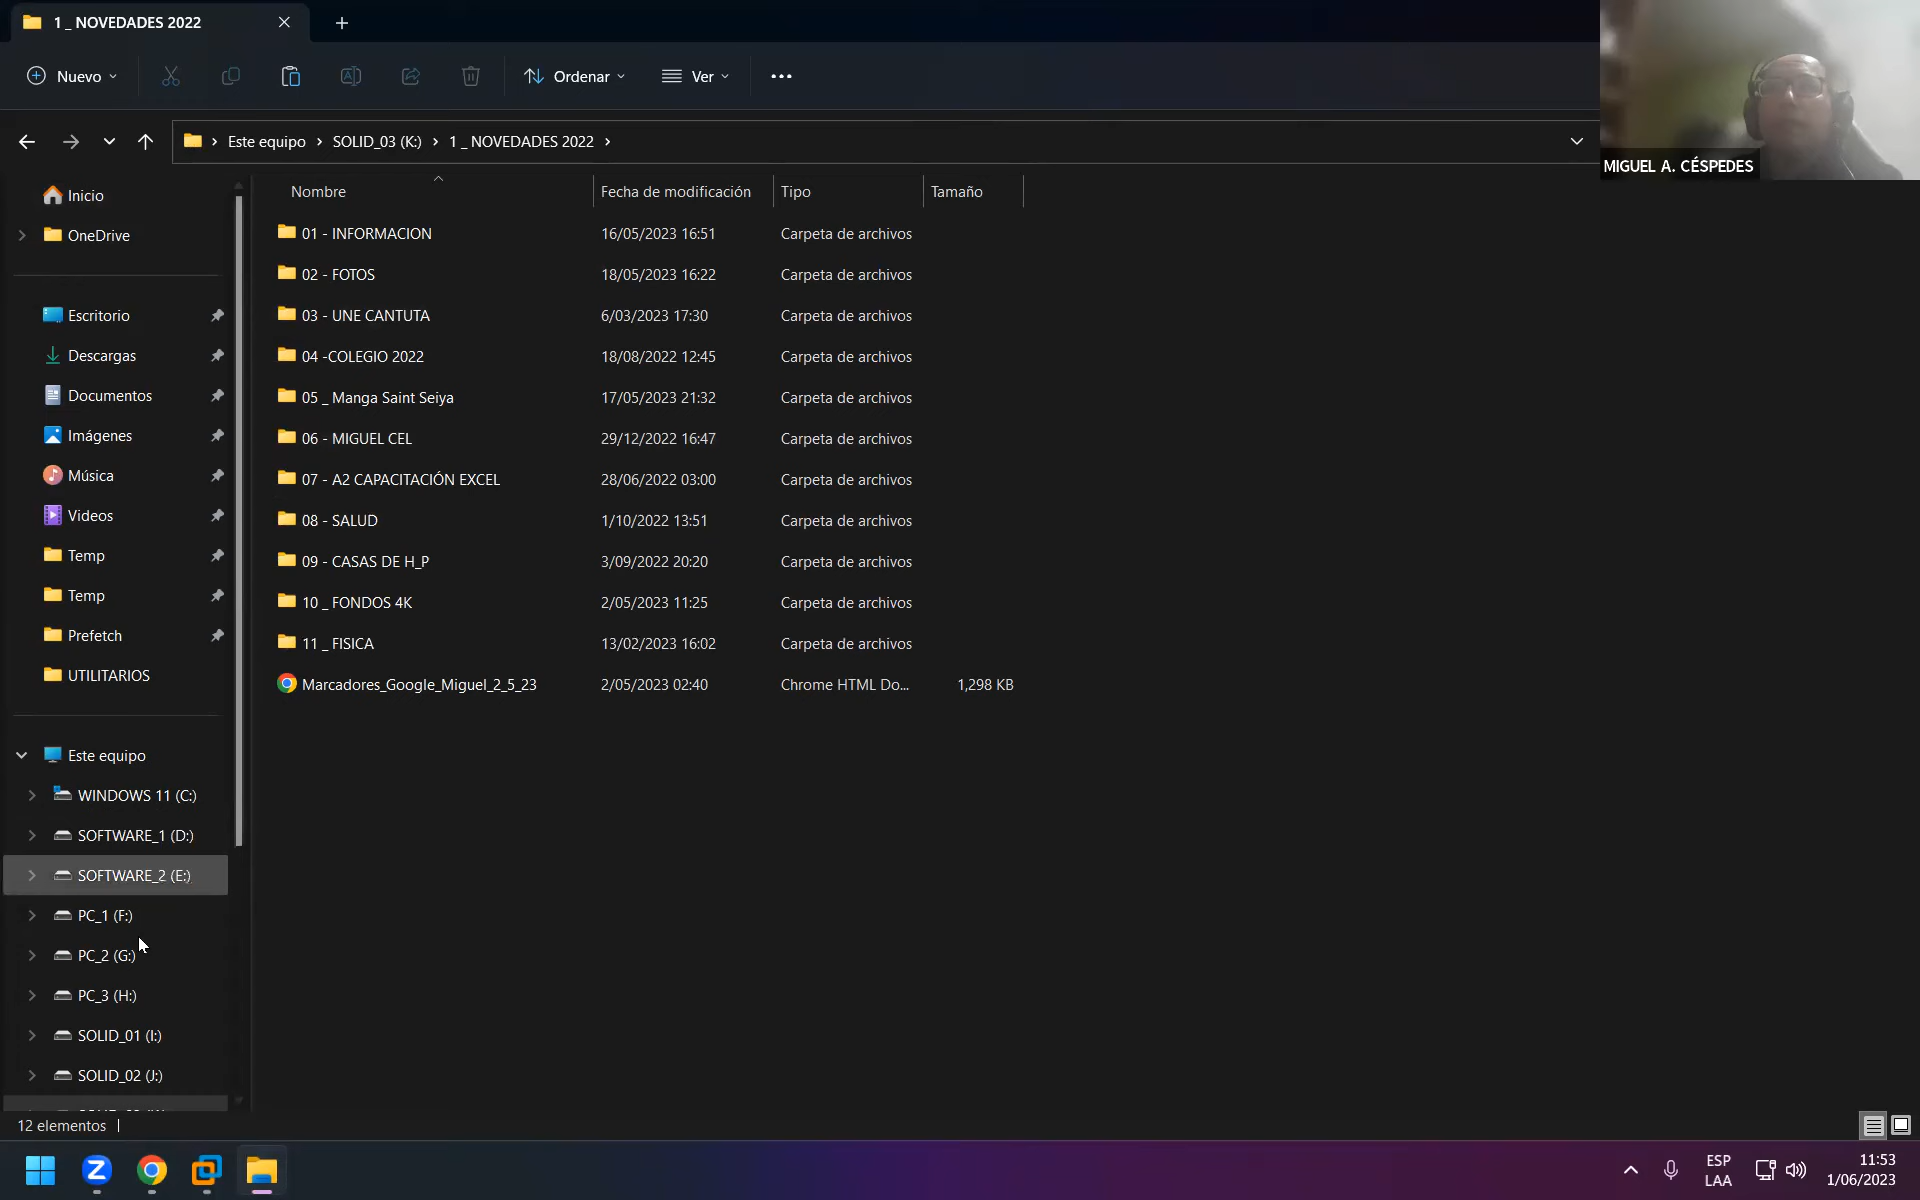 1 _ NOVEDADES 2022
Nuevo
Ordenar
Ver
Este equipo > SOLID_03 (K:) > 1 _ NOVEDADES 2022 >
MIGUEL A. CÉSPEDES
Inicio
OneDrive
Escritorio
Descargas
Documentos
Imágenes
Música
Videos
Temp
Temp
Prefetch
UTILITARIOS
Este equipo
WINDOWS 11 (C:)
SOFTWARE_1 (D:)
SOFTWARE_2 (E:)
PC_1 (F:)
PC_2 (G:)
PC_3 (H:)
SOLID_01 (I:)
SOLID_02 (J:)
Nombre Fecha de modificación Tipo Tamaño
01 - INFORMACION 16/05/2023 16:51 Carpeta de archivos
02 - FOTOS 18/05/2023 16:22 Carpeta de archivos
03 - UNE CANTUTA 6/03/2023 17:30 Carpeta de archivos
04 -COLEGIO 2022 18/08/2022 12:45 Carpeta de archivos
05 _ Manga Saint Seiya 17/05/2023 21:32 Carpeta de archivos
06 - MIGUEL CEL 29/12/2022 16:47 Carpeta de archivos
07 - A2 CAPACITACIÓN EXCEL 28/06/2022 03:00 Carpeta de archivos
08 - SALUD 1/10/2022 13:51 Carpeta de archivos
09 - CASAS DE H_P 3/09/2022 20:20 Carpeta de archivos
10 _ FONDOS 4K 2/05/2023 11:25 Carpeta de archivos
11 _ FISICA 13/02/2023 16:02 Carpeta de archivos
Marcadores_Google_Miguel_2_5_23 2/05/2023 02:40 Chrome HTML Do... 1,298 KB
12 elementos
ESP
LAA
11:53
1/06/2023